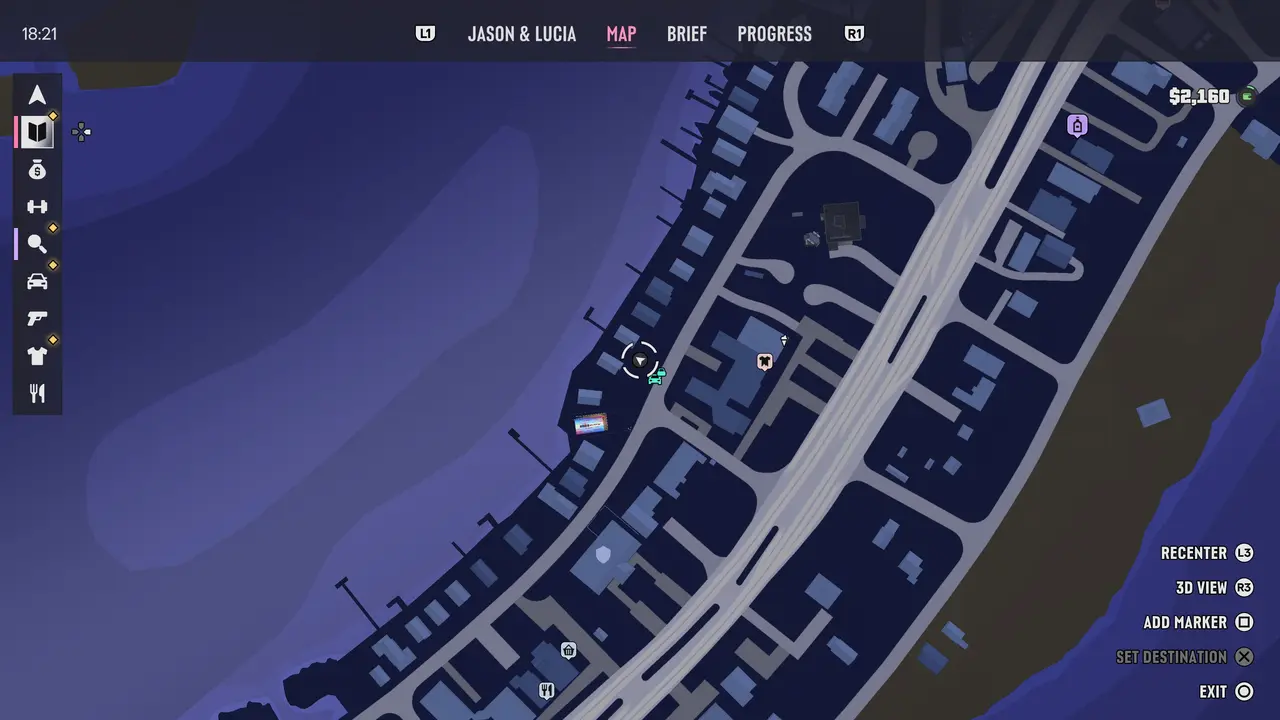 18:21
L1
JASON & LUCIA
MAP
BRIEF
PROGRESS
R1
$2,160
RECENTER L3
3D VIEW R3
ADD MARKER
SET DESTINATION
EXIT